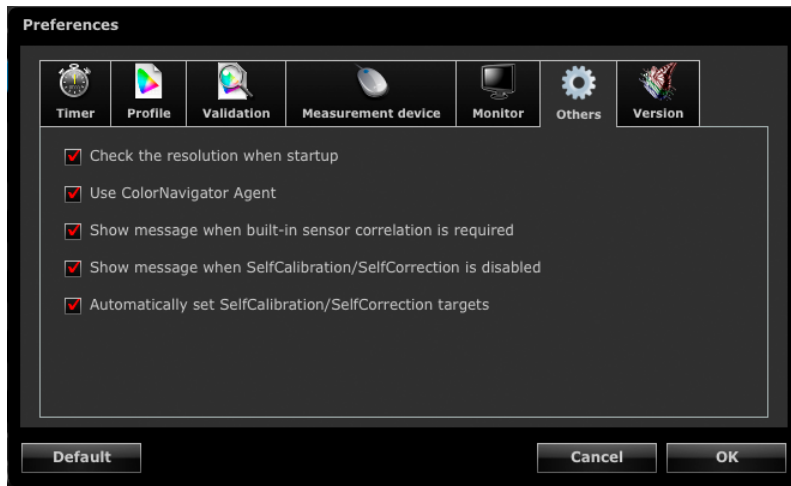 Preferences
Timer
Profile
Validation
Measurement device
Monitor
Others
Version
Check the resolution when startup
Use ColorNavigator Agent
Show message when built-in sensor correlation is required
Show message when SelfCalibration/SelfCorrection is disabled
Automatically set SelfCalibration/SelfCorrection targets
Default
Cancel
OK